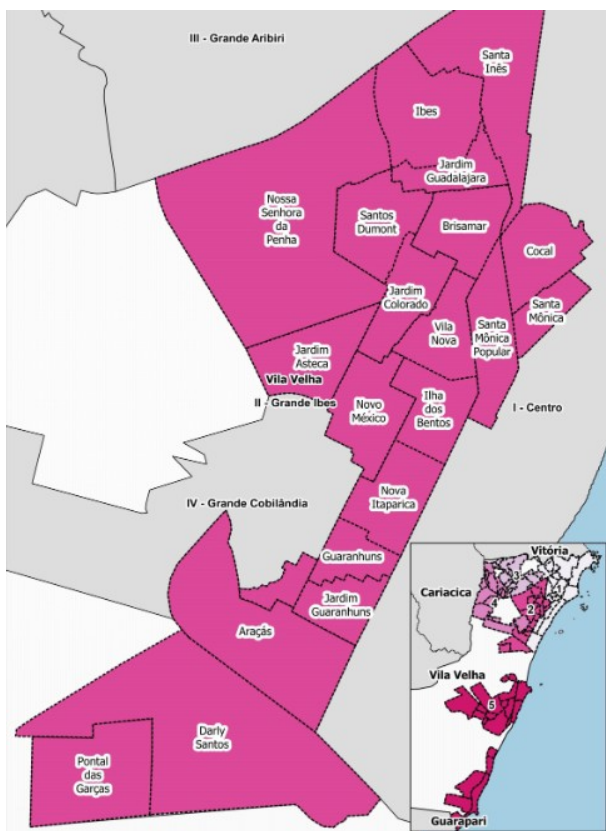 III - Grande Aribiri
Santa
Inês
Ibes
Jardim
Guadalajara
Nossa
Senhora
da
Penha
Santos
Dumont
Brisamar
Cocal
Jardim
Colorado
Santa
Mônica
Vila
Nova
Santa
Mônica
Popular
Jardim
Asteca
Vila Velha
II - Grande Ibes
Novo
México
Ilha
dos
Bentos
I - Centro
Nova
Itaparica
IV - Grande Cobilândia
Guaranhuns
Jardim
Guaranhuns
Araçás
Darly
Santos
Pontal
das
Garças
Vitória
3
Cariacica
2
Vila Velha
5
Guarapari